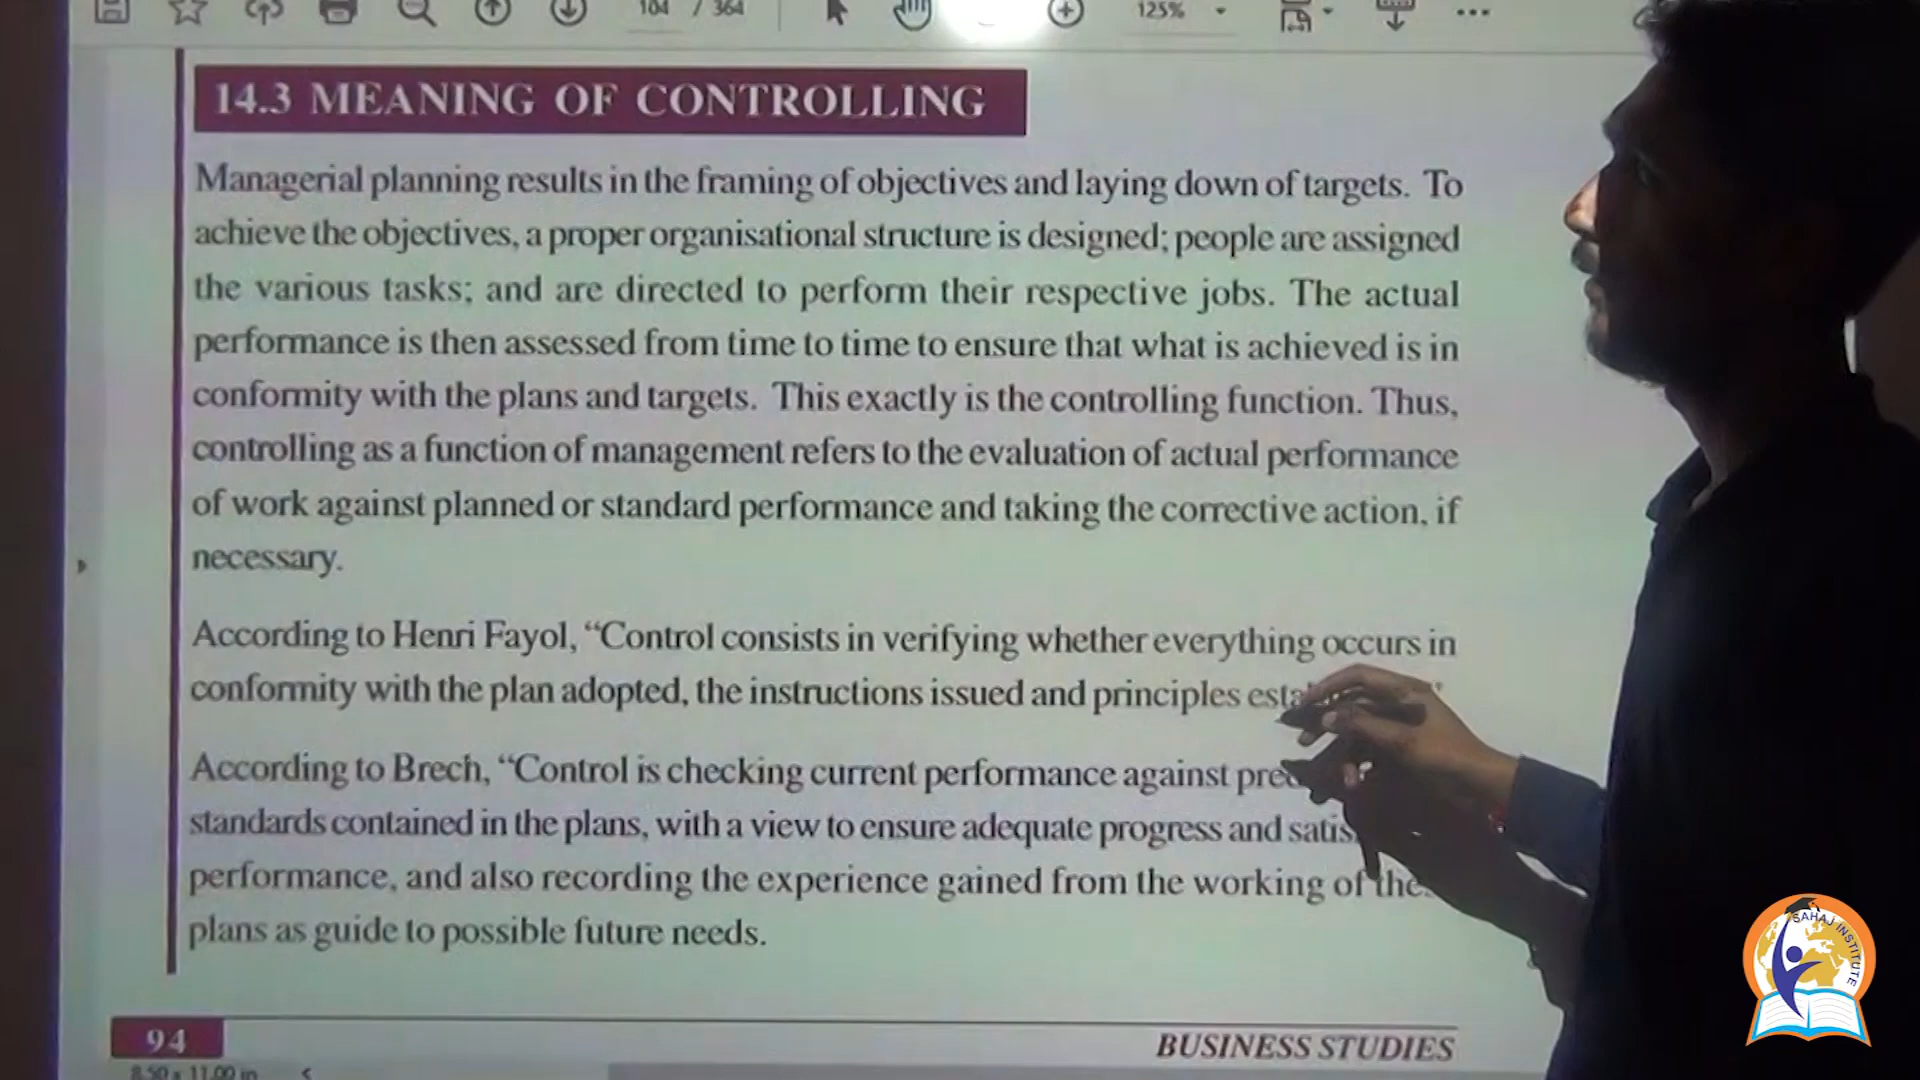 104 / 364
125%
14.3 MEANING OF CONTROLLING
Managerial planning results in the framing of objectives and laying down of targets. To
achieve the objectives, a proper organisational structure is designed; people are assigned
the various tasks; and are directed to perform their respective jobs. The actual
performance is then assessed from time to time to ensure that what is achieved is in
conformity with the plans and targets. This exactly is the controlling function. Thus,
controlling as a function of management refers to the evaluation of actual performance
of work against planned or standard performance and taking the corrective action, if
necessary.
According to Henri Fayol, “Control consists in verifying whether everything occurs in
conformity with the plan adopted, the instructions issued and principles
According to Brech, “Control is checking current performance against
standards contained in the plans, with a view to ensure adequate progress and
performance, and also recording the experience gained from the working of
plans as guide to possible future needs.
94
BUSINESS STUDIES
8.50 x 11.00 in
SAHAJ INSTITUTE